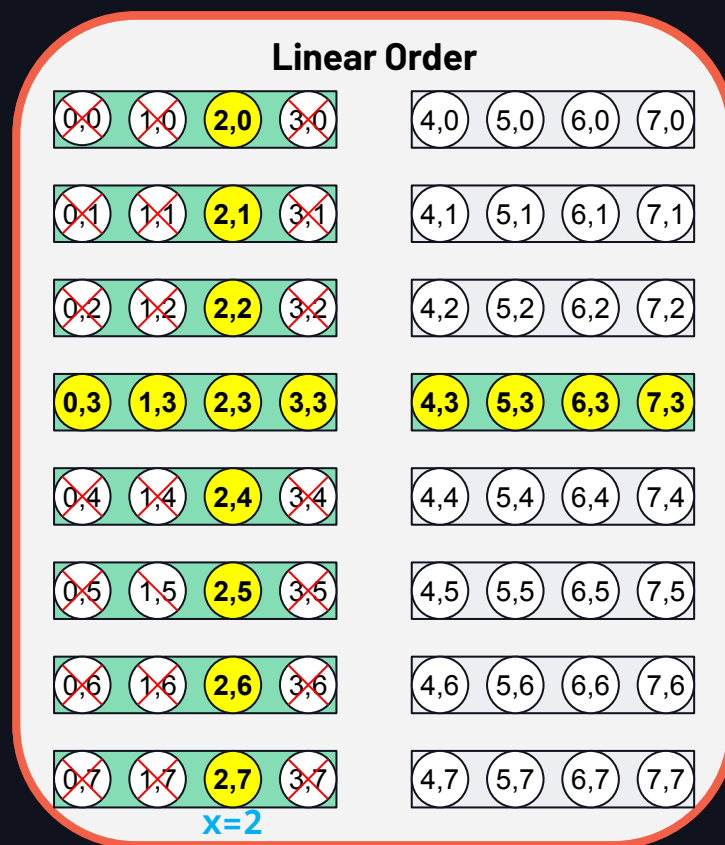 Linear Order
0,0 1,0 2,0 3,0 4,0 5,0 6,0 7,0
0,1 1,1 2,1 3,1 4,1 5,1 6,1 7,1
0,2 1,2 2,2 3,2 4,2 5,2 6,2 7,2
0,3 1,3 2,3 3,3 4,3 5,3 6,3 7,3
0,4 1,4 2,4 3,4 4,4 5,4 6,4 7,4
0,5 1,5 2,5 3,5 4,5 5,5 6,5 7,5
0,6 1,6 2,6 3,6 4,6 5,6 6,6 7,6
0,7 1,7 2,7 3,7 4,7 5,7 6,7 7,7
x=2